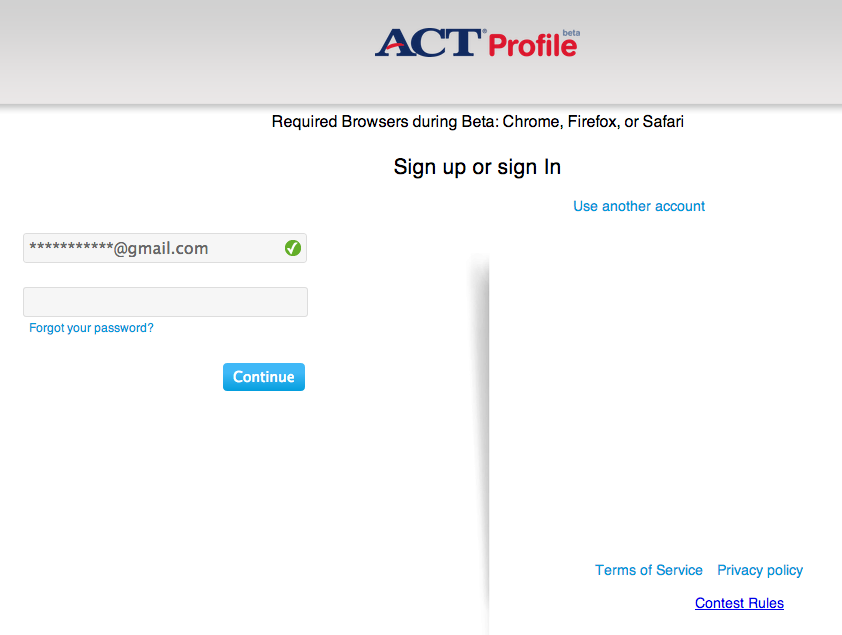 ACT® Profile beta
Required Browsers during Beta: Chrome, Firefox, or Safari
Sign up or sign In
Use another account
***********@gmail.com
Forgot your password?
Continue
Terms of Service Privacy policy
Contest Rules